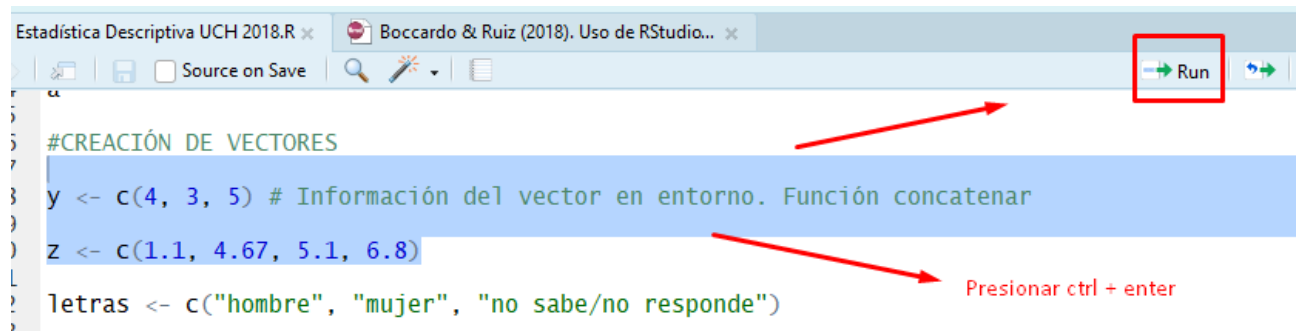 Estadística Descriptiva UCH 2018.R × Boccardo & Ruiz (2018). Uso de RStudio... ×
Source on Save Run
a
#CREACIÓN DE VECTORES
y <- c(4, 3, 5) # Información del vector en entorno. Función concatenar
z <- c(1.1, 4.67, 5.1, 6.8)
Presionar ctrl + enter
letras <- c("hombre", "mujer", "no sabe/no responde")